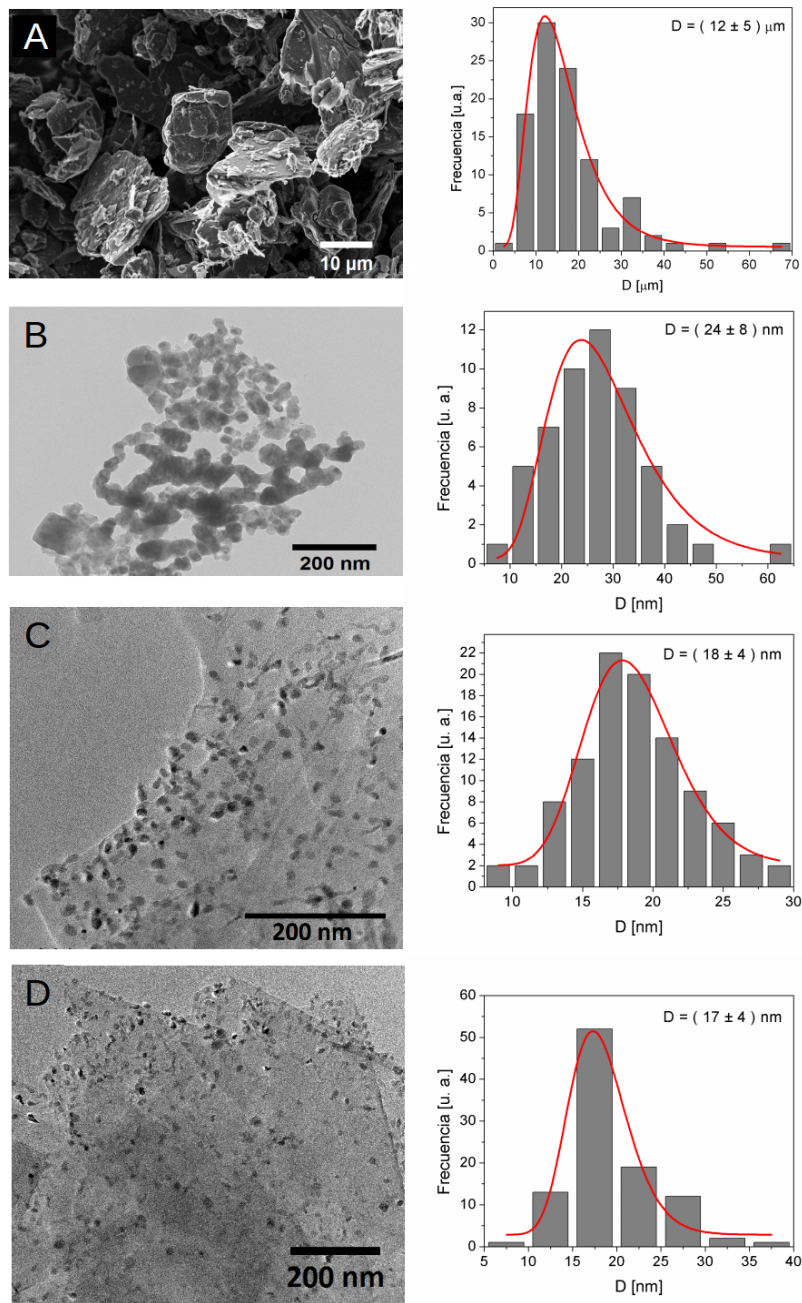 A
10 µm
D = ( 12 ± 5 ) µm
Frecuencia [u.a.]
30
25
20
15
10
5
0
0 10 20 30 40 50 60 70
D [µm]
B
200 nm
D = ( 24 ± 8 ) nm
Frecuencia [u. a.]
12
10
8
6
4
2
0
10 20 30 40 50 60
D [nm]
C
200 nm
D = ( 18 ± 4 ) nm
Frecuencia [u. a.]
22
20
18
16
14
12
10
8
6
4
2
0
10 15 20 25 30
D [nm]
D
200 nm
D = ( 17 ± 4 ) nm
Frecuencia [u. a.]
60
50
40
30
20
10
0
5 10 15 20 25 30 35 40
D [nm]